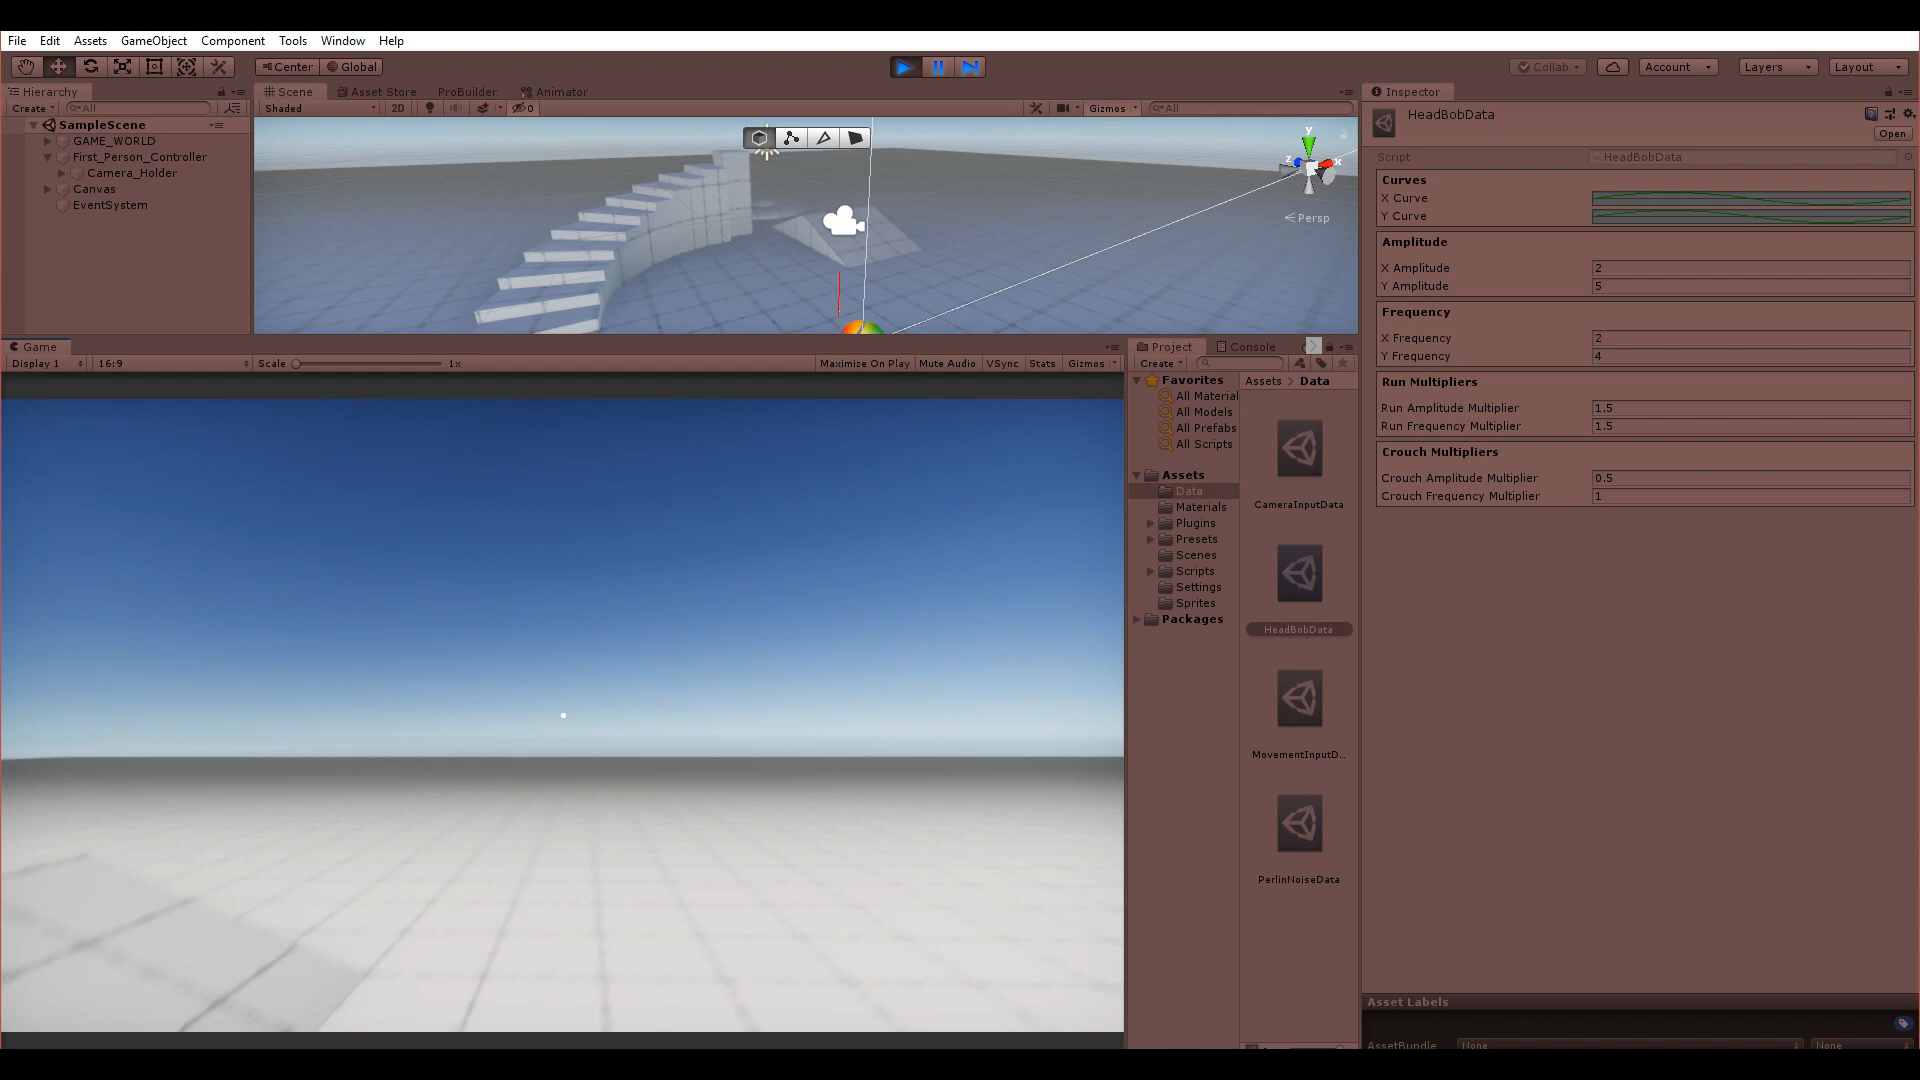 File Edit Assets GameObject Component Tools Window Help
Center Global
Collab Account Layers Layout
Hierarchy
Create All
SampleScene
GAME_WORLD
First_Person_Controller
Camera_Holder
Canvas
EventSystem
Scene Asset Store ProBuilder Animator
Shaded 2D 0 Gizmos All
y
z x
Persp
Game
Display 1 16:9 Scale 1x Maximize On Play Mute Audio VSync Stats Gizmos
Project Console
Create
Favorites
All Material
All Models
All Prefabs
All Scripts
Assets
Data
Materials
Plugins
Presets
Scenes
Scripts
Settings
Sprites
Packages
Assets > Data
CameraInputData
HeadBobData
MovementInputD...
PerlinNoiseData
Inspector
HeadBobData
Open
Script HeadBobData
Curves
X Curve
Y Curve
Amplitude
X Amplitude 2
Y Amplitude 5
Frequency
X Frequency 2
Y Frequency 4
Run Multipliers
Run Amplitude Multiplier 1.5
Run Frequency Multiplier 1.5
Crouch Multipliers
Crouch Amplitude Multiplier 0.5
Crouch Frequency Multiplier 1
Asset Labels
AssetBundle None None